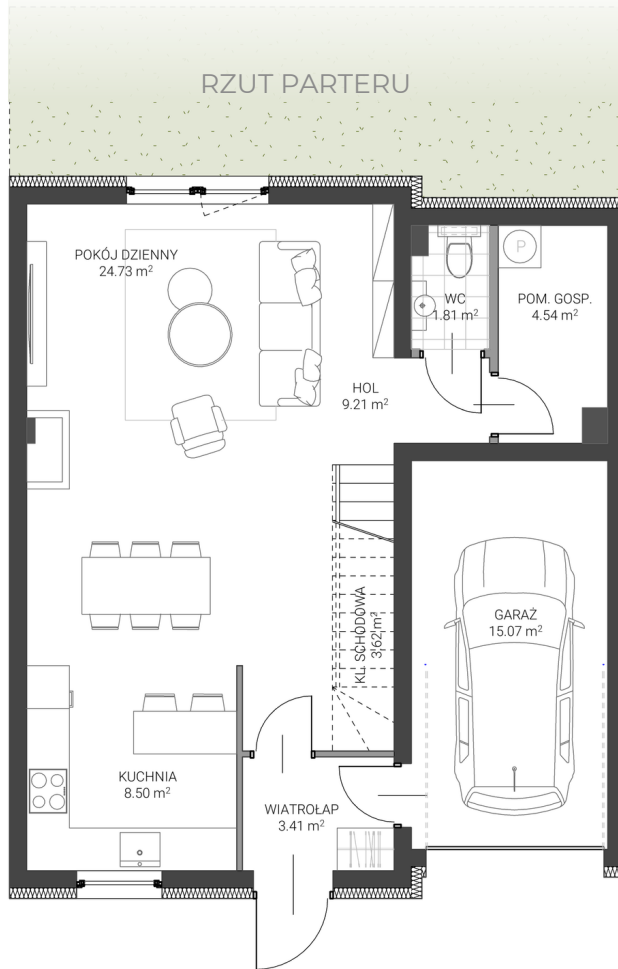 RZUT PARTERU
POKÓJ DZIENNY
24.73 m²
WC
1.81 m²
P
POM. GOSP.
4.54 m²
HOL
9.21 m²
KL. SCHODOWA
3.62 m²
GARAŻ
15.07 m²
KUCHNIA
8.50 m²
WIATROŁAP
3.41 m²